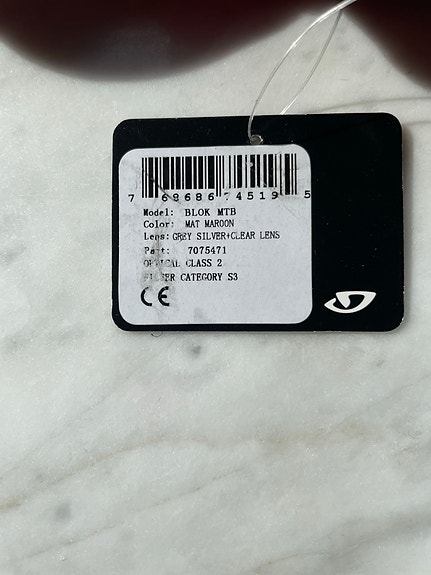 7 68686 74519 5
Model: BLOK MTB
Color: MAT MAROON
Lens: GREY SILVER+CLEAR LENS
Part: 7075471
OPTICAL CLASS 2
FILTER CATEGORY S3
CE